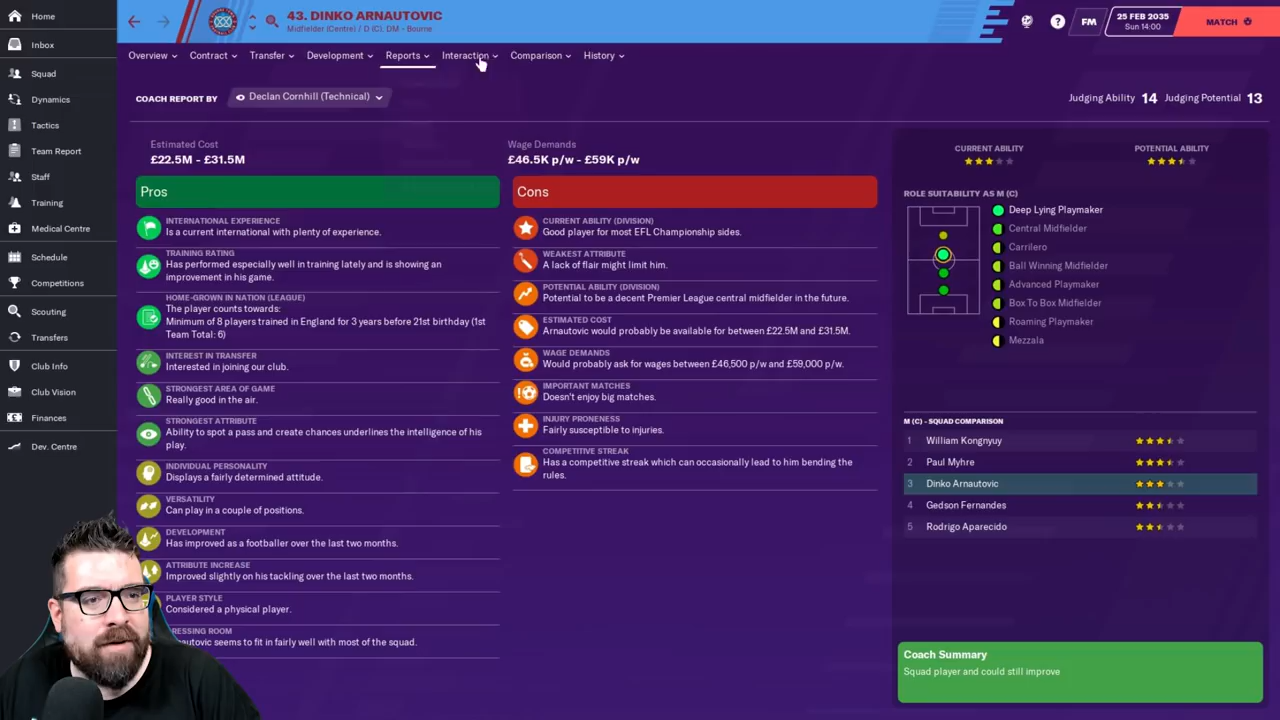 Home
Inbox
Squad
Dynamics
Tactics
Team Report
Staff
Training
Medical Centre
Schedule
Competitions
Scouting
Transfers
Club Info
Club Vision
Finances
Dev. Centre
43. DINKO ARNAUTOVIC
Midfielder (Centre) / D (C), DM - Bourne
?
FM
25 FEB 2035
Sun 14:00
MATCH
Overview
Contract
Transfer
Development
Reports
Interaction
Comparison
History
COACH REPORT BY
Declan Cornhill (Technical)
Judging Ability 14 Judging Potential 13
Estimated Cost
£22.5M - £31.5M
Wage Demands
£46.5K p/w - £59K p/w
Pros
INTERNATIONAL EXPERIENCE
Is a current international with plenty of experience.
TRAINING RATING
Has performed especially well in training lately and is showing an
improvement in his game.
HOME-GROWN IN NATION (LEAGUE)
The player counts towards:
Minimum of 8 players trained in England for 3 years before 21st birthday (1st
Team Total: 6)
INTEREST IN TRANSFER
Interested in joining our club.
STRONGEST AREA OF GAME
Really good in the air.
STRONGEST ATTRIBUTE
Ability to spot a pass and create chances underlines the intelligence of his
play.
INDIVIDUAL PERSONALITY
Displays a fairly determined attitude.
VERSATILITY
Can play in a couple of positions.
DEVELOPMENT
Has improved as a footballer over the last two months.
ATTRIBUTE INCREASE
Improved slightly on his tackling over the last two months.
PLAYER STYLE
Considered a physical player.
RESSING ROOM
rnautovic seems to fit in fairly well with most of the squad.
Cons
CURRENT ABILITY (DIVISION)
Good player for most EFL Championship sides.
WEAKEST ATTRIBUTE
A lack of flair might limit him.
POTENTIAL ABILITY (DIVISION)
Potential to be a decent Premier League central midfielder in the future.
ESTIMATED COST
Arnautovic would probably be available for between £22.5M and £31.5M.
WAGE DEMANDS
Would probably ask for wages between £46,500 p/w and £59,000 p/w.
IMPORTANT MATCHES
Doesn't enjoy big matches.
INJURY PRONENESS
Fairly susceptible to injuries.
COMPETITIVE STREAK
Has a competitive streak which can occasionally lead to him bending the
rules.
CURRENT ABILITY
POTENTIAL ABILITY
ROLE SUITABILITY AS M (C)
Deep Lying Playmaker
Central Midfielder
Carrilero
Ball Winning Midfielder
Advanced Playmaker
Box To Box Midfielder
Roaming Playmaker
Mezzala
M (C) - SQUAD COMPARISON
1 William Kongnyuy
2 Paul Myhre
3 Dinko Arnautovic
4 Gedson Fernandes
5 Rodrigo Aparecido
Coach Summary
Squad player and could still improve